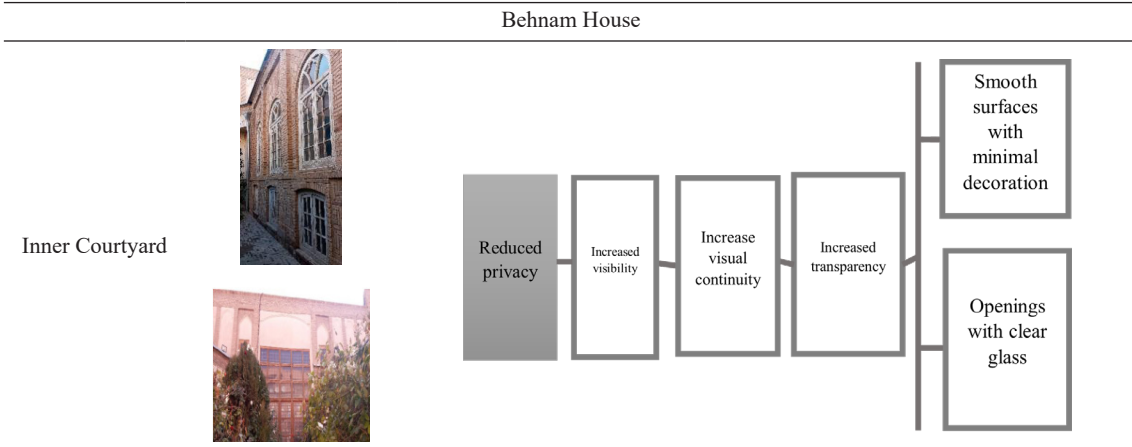 Behnam House
Inner Courtyard
Reduced
privacy
Increased
visibility
Increase
visual
continuity
Increased
transparency
Smooth
surfaces
with
minimal
decoration
Openings
with clear
glass